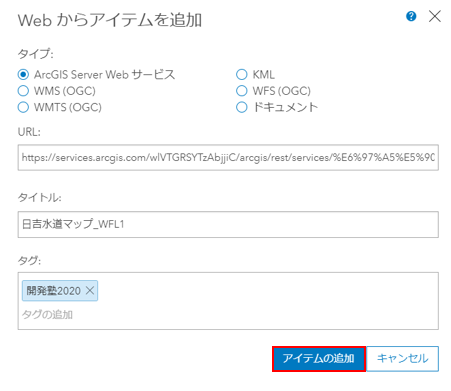 Web からアイテムを追加
タイプ:
ArcGIS Server Web サービス
KML
WMS (OGC)
WFS (OGC)
WMTS (OGC)
ドキュメント
URL:
https://services.arcgis.com/wlVTGRSYTzAbjjiC/arcgis/rest/services/%E6%97%A5%E5%90
タイトル:
日吉水道マップ_WFL1
タグ:
開発塾2020
タグの追加
アイテムの追加
キャンセル